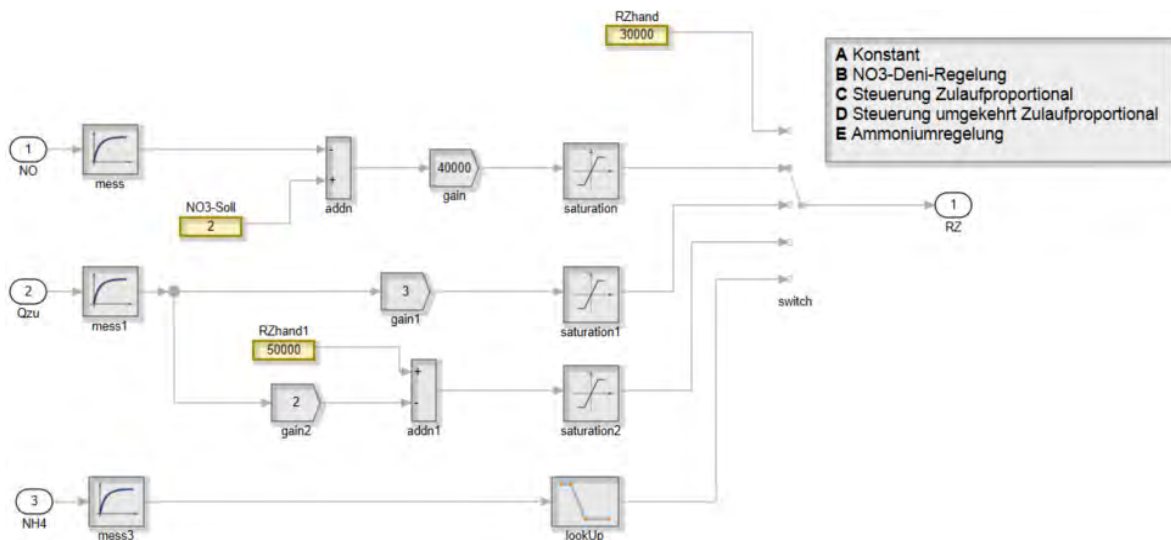 RZhand
30000
A Konstant
B NO3-Deni-Regelung
C Steuerung Zulaufproportional
D Steuerung umgekehrt Zulaufproportional
E Ammoniumregelung
1
NO
mess
-
+
addn
40000
gain
saturation
NO3-Soll
2
1
RZ
2
Qzu
mess1
3
gain1
saturation1
switch
RZhand1
50000
+
-
addn1
2
gain2
saturation2
3
NH4
mess3
lookUp